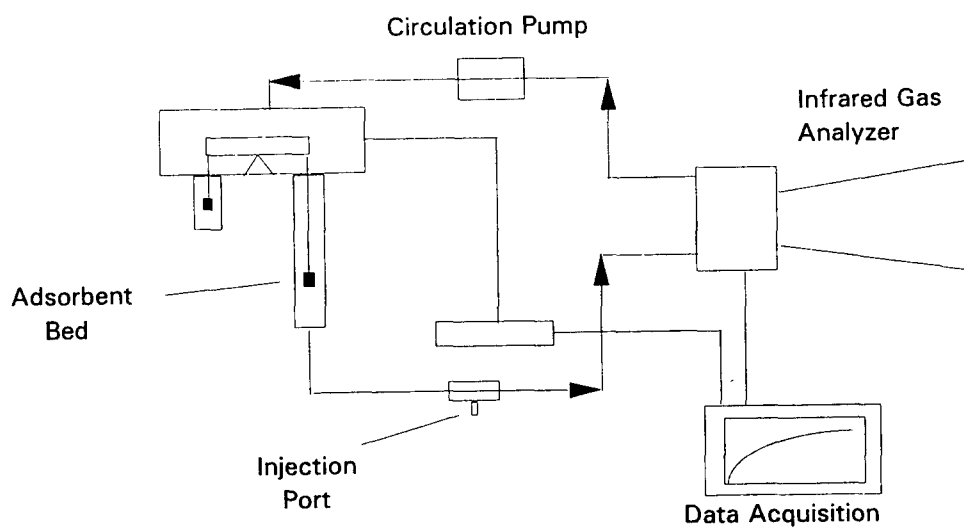 Circulation Pump
Infrared Gas
Analyzer
Adsorbent
Bed
Injection
Port
Data Acquisition